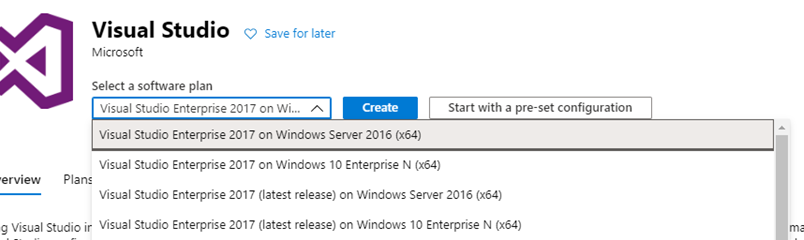 Visual Studio
Save for later
Microsoft
Select a software plan
Visual Studio Enterprise 2017 on Wi...
Create
Start with a pre-set configuration
Visual Studio Enterprise 2017 on Windows Server 2016 (x64)
Visual Studio Enterprise 2017 on Windows 10 Enterprise N (x64)
verview Plans
Visual Studio Enterprise 2017 (latest release) on Windows Server 2016 (x64)
Visual Studio Enterprise 2017 (latest release) on Windows 10 Enterprise N (x64)
ng Visual Studio in